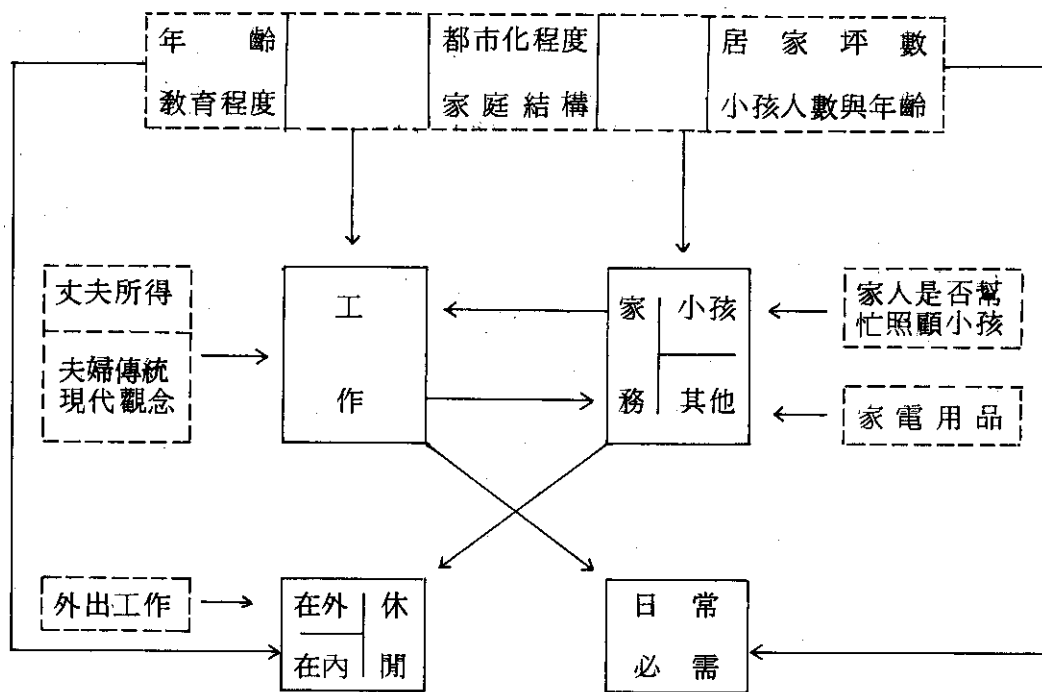 年齡 都市化程度 居家坪數
教育程度 家庭結構 小孩人數與年齡
丈夫所得
夫婦傳統
現代觀念
工作
家務
小孩
其他
家人是否幫
忙照顧小孩
家電用品
外出工作
在外
在內
休閒
日常
必需